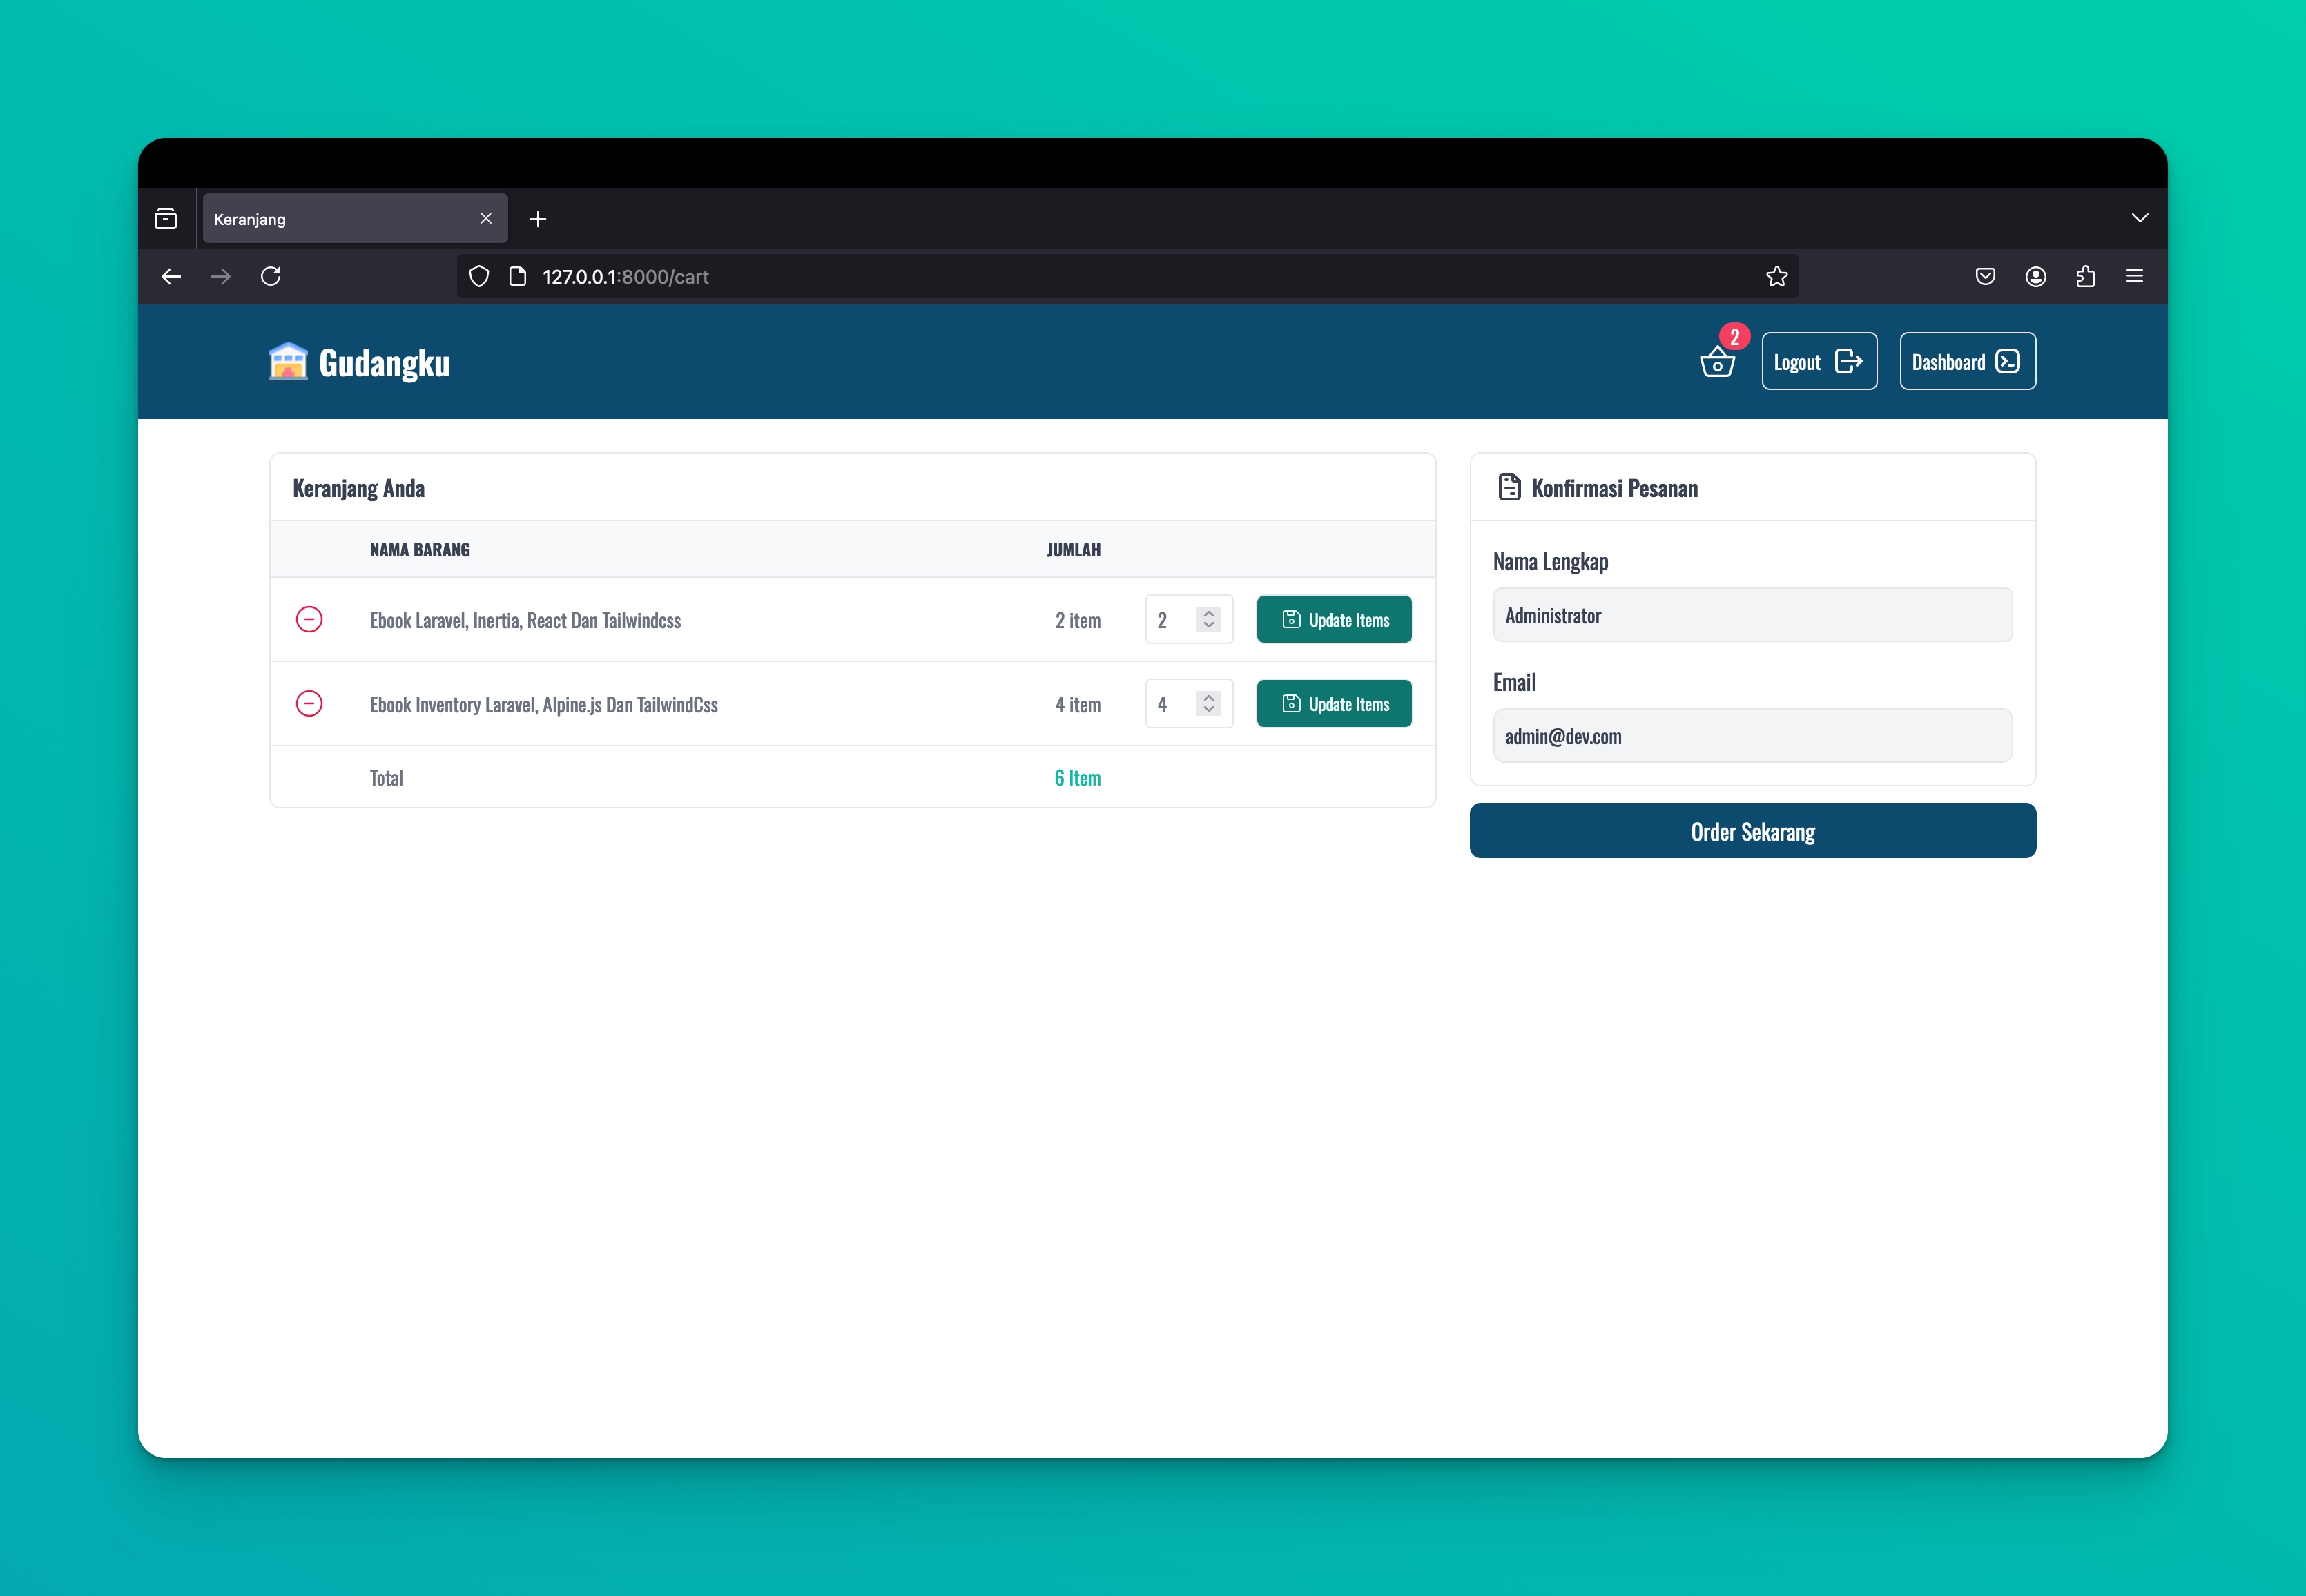 Keranjang
127.0.0.1:8000/cart
Gudangku
2
Logout
Dashboard
Keranjang Anda
NAMA BARANG JUMLAH
Ebook Laravel, Inertia, React Dan Tailwindcss 2 item 2 Update Items
Ebook Inventory Laravel, Alpine.js Dan TailwindCss 4 item 4 Update Items
Total 6 Item
Konfirmasi Pesanan
Nama Lengkap
Administrator
Email
admin@dev.com
Order Sekarang